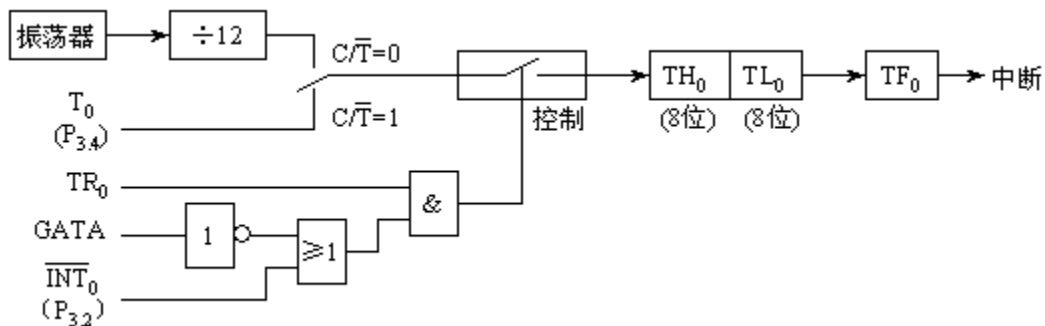 振荡器
÷12
C/T̅=0
T₀
(P₃.₄)
C/T̅=1
控制
TH₀
TL₀
(8位)
(8位)
TF₀
中断
TR₀
&
GATA
1
≥1
I̅N̅T̅₀
(P₃.₂)